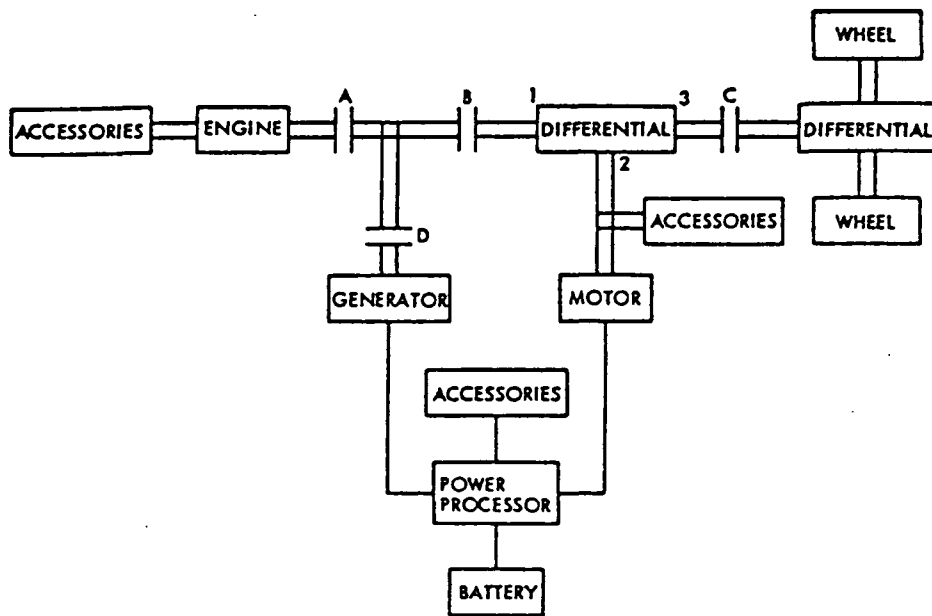 WHEEL
A
B
1
3
C
ACCESSORIES
ENGINE
DIFFERENTIAL
DIFFERENTIAL
2
D
ACCESSORIES
WHEEL
GENERATOR
MOTOR
ACCESSORIES
POWER
PROCESSOR
BATTERY